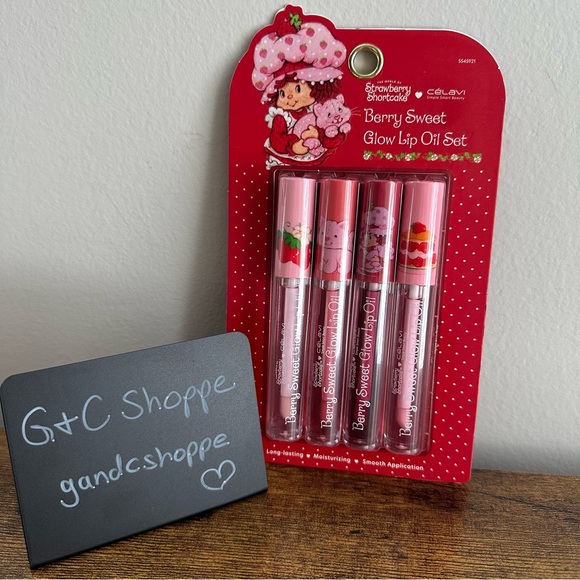 SS45931
THE WORLD OF
Strawberry
Shortcake
CÉLAVI
Simple Smart Beauty
Berry Sweet
Glow Lip Oil Set
Berry Sweet Glow Lip Oil
Berry Sweet Glow Lip Oil
Berry Sweet Glow Lip Oil
Berry Sweet Glow Lip Oil
Long-lasting ♥ Moisturizing ♥ Smooth Application
G+C Shoppe
gandcshoppe
♡